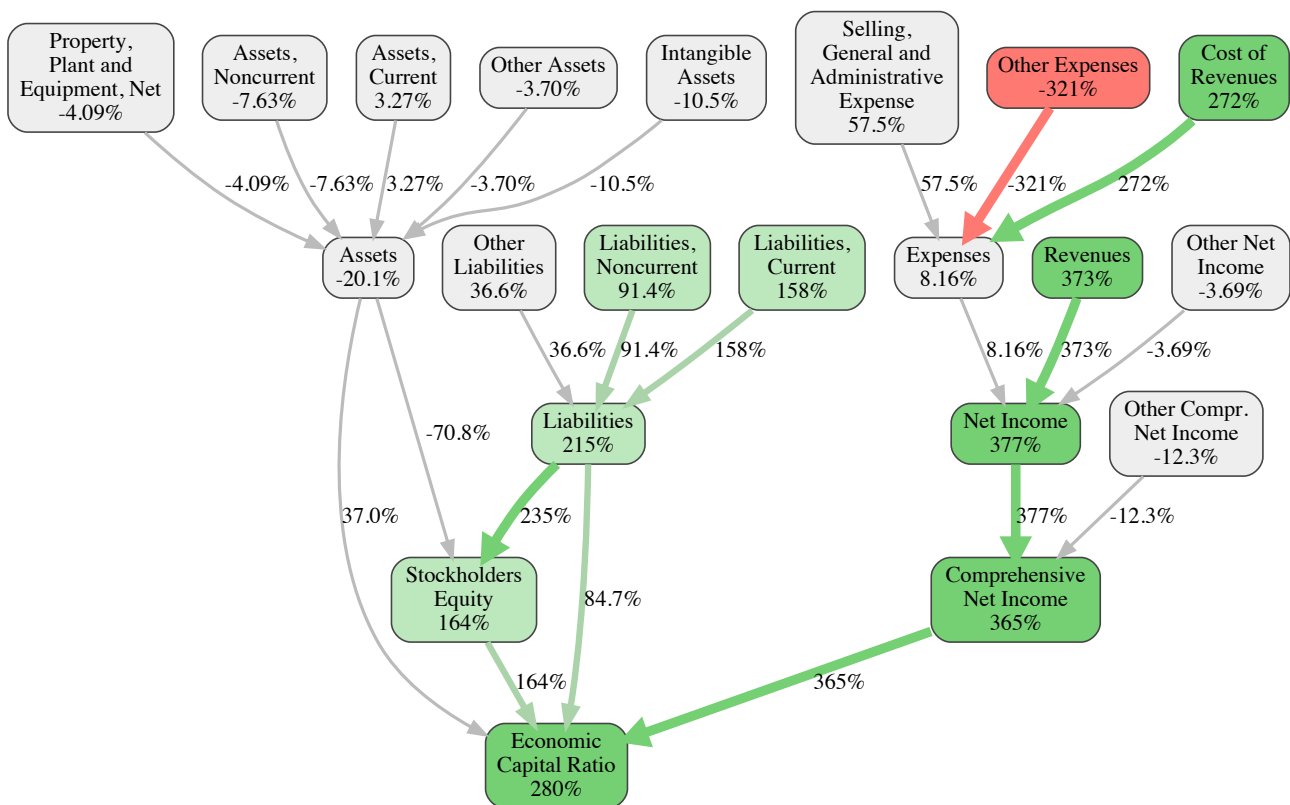 Property,
Plant and
Equipment, Net
-4.09%
Assets,
Noncurrent
-7.63%
Assets,
Current
3.27%
Other Assets
-3.70%
Intangible
Assets
-10.5%
Selling,
General and
Administrative
Expense
57.5%
Other Expenses
-321%
Cost of
Revenues
272%
-4.09%
-7.63%
3.27%
-3.70%
-10.5%
57.5%
-321%
272%
Assets
-20.1%
Other
Liabilities
36.6%
Liabilities,
Noncurrent
91.4%
Liabilities,
Current
158%
Expenses
8.16%
Revenues
373%
Other Net
Income
-3.69%
36.6%
91.4%
158%
8.16%
373%
-3.69%
-70.8%
Liabilities
215%
Net Income
377%
Other Compr.
Net Income
-12.3%
37.0%
235%
377%
-12.3%
Stockholders
Equity
164%
84.7%
Comprehensive
Net Income
365%
164%
365%
Economic
Capital Ratio
280%